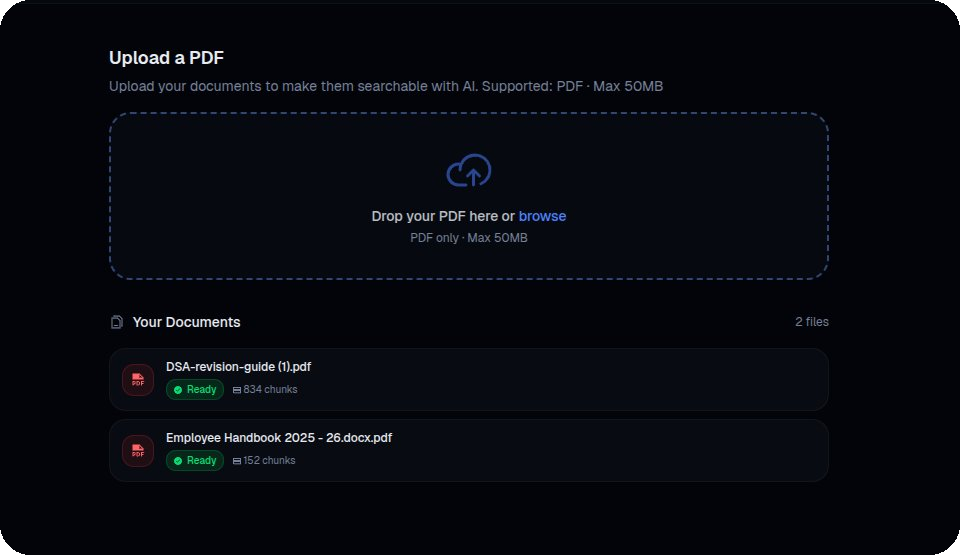 Upload a PDF
Upload your documents to make them searchable with AI. Supported: PDF · Max 50MB
Drop your PDF here or browse
PDF only · Max 50MB
Your Documents
2 files
PDF
DSA-revision-guide (1).pdf
Ready
834 chunks
PDF
Employee Handbook 2025 - 26.docx.pdf
Ready
152 chunks